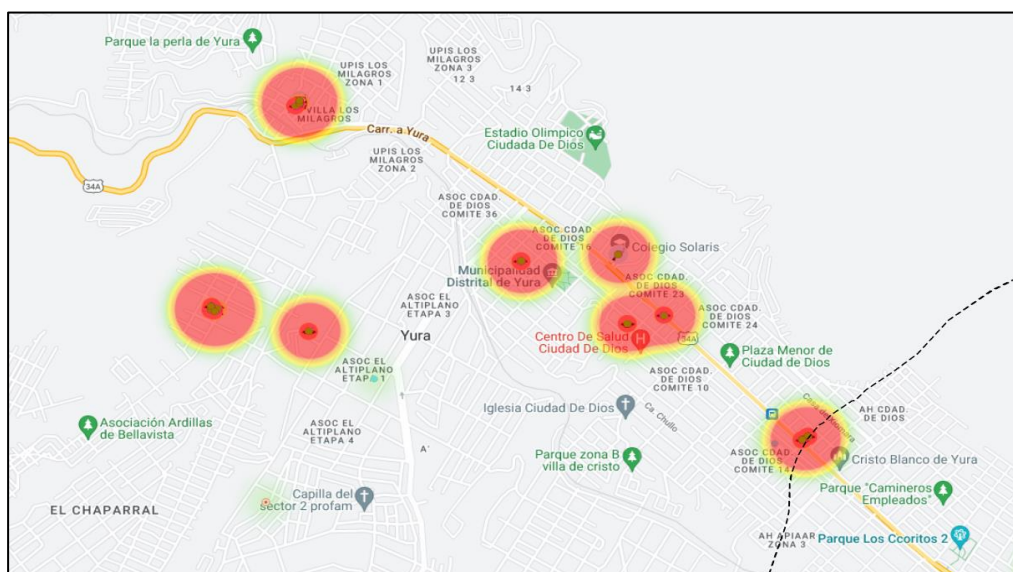 Parque la perla de Yura
UPIS LOS
MILAGROS
ZONA 1
UPIS LOS
MILAGROS
ZONA 3
12 3
14 3
VILLA LOS
MILAGROS
Carr. a Yura
Estadio Olimpico
Ciudada De Dios
UPIS LOS
MILAGROS
ZONA 2
34A
ASOC CDAD.
DE DIOS
COMITE 36
ASOC CDAD
DE DIOS
COMITE 16
Colegio Solaris
Municipalidad
Distrital de Yura
ASOC CDAD.
DE DIOS
COMITE 23
ASOC EL
ALTIPLANO
ETAPA 3
ASOC CDAD.
DE DIOS
COMITE 24
Yura
Centro De Salud
Ciudad De Dios
34A
Plaza Menor de
Ciudad de Dios
ASOC EL
ALTIPLANO
ETAPA 1
ASOC CDAD.
DE DIOS
COMITE 10
Iglesia Ciudad De Dios
Ca. Chullo
AH CDAD.
DE DIOS
Asociación Ardillas
de Bellavista
ASOC EL
ALTIPLANO
ETAPA 4
A`
Parque zona B
villa de cristo
ASOC CDAD
DE DIOS
COMITE 14
Cristo Blanco de Yura
Capilla del
sector 2 profam
Parque "Camineros
Empleados"
EL CHAPARRAL
AH APIAAR
ZONA 3
Parque Los Ccoritos 2